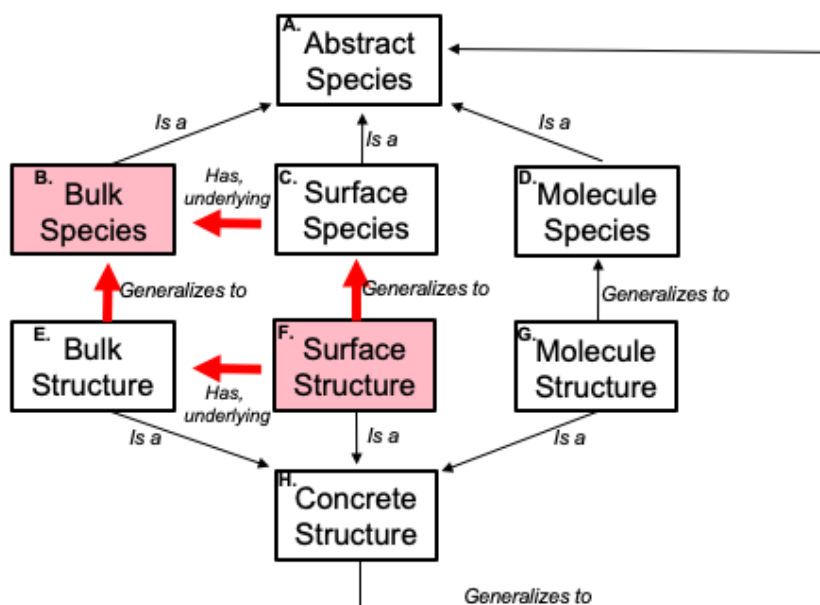 A.
Abstract
Species
Is a
Is a
Is a
B.
Bulk
Species
Has,
underlying
C.
Surface
Species
D.
Molecule
Species
Generalizes to
Generalizes to
Generalizes to
E.
Bulk
Structure
Has,
underlying
F.
Surface
Structure
G.
Molecule
Structure
Is a
Is a
Is a
H.
Concrete
Structure
Generalizes to